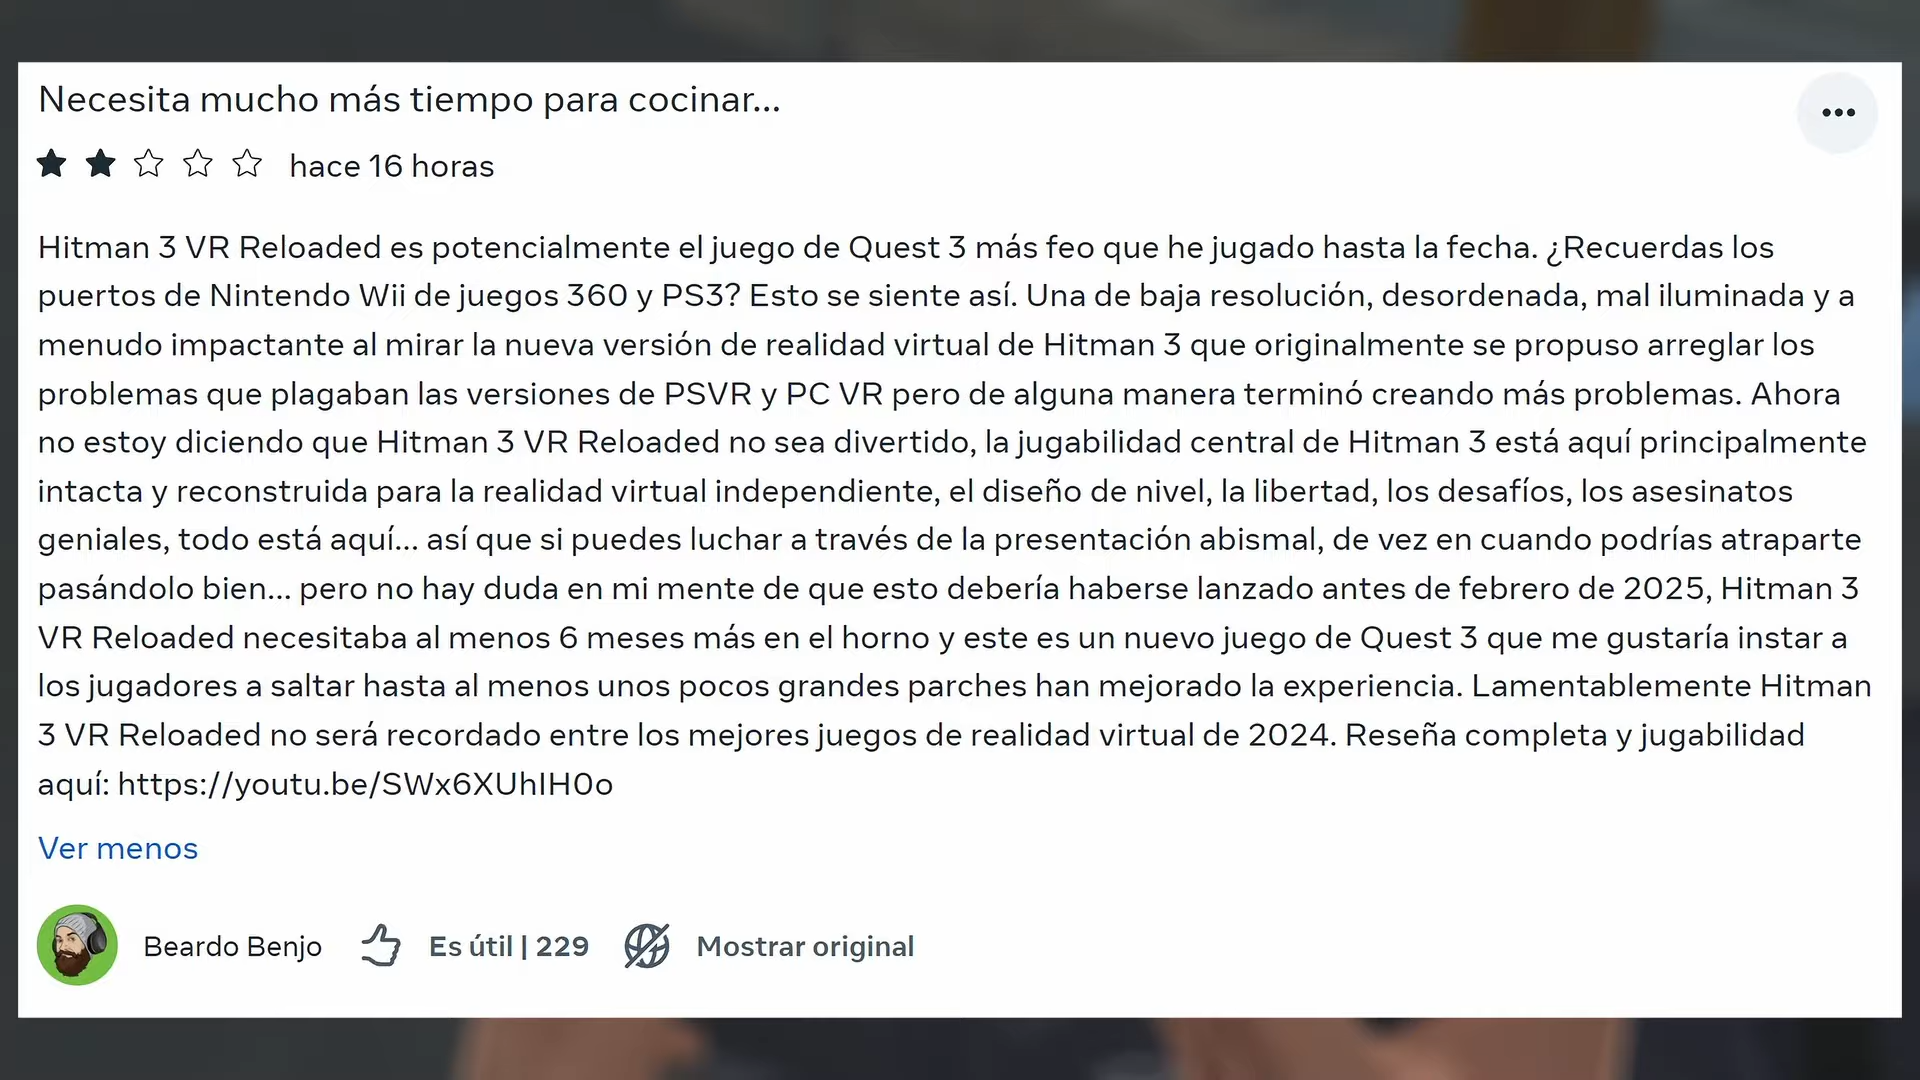 Necesita mucho más tiempo para cocinar...
hace 16 horas
Hitman 3 VR Reloaded es potencialmente el juego de Quest 3 más feo que he jugado hasta la fecha. ¿Recuerdas los
puertos de Nintendo Wii de juegos 360 y PS3? Esto se siente así. Una de baja resolución, desordenada, mal iluminada y a
menudo impactante al mirar la nueva versión de realidad virtual de Hitman 3 que originalmente se propuso arreglar los
problemas que plagaban las versiones de PSVR y PC VR pero de alguna manera terminó creando más problemas. Ahora
no estoy diciendo que Hitman 3 VR Reloaded no sea divertido, la jugabilidad central de Hitman 3 está aquí principalmente
intacta y reconstruida para la realidad virtual independiente, el diseño de nivel, la libertad, los desafíos, los asesinatos
geniales, todo está aquí... así que si puedes luchar a través de la presentación abismal, de vez en cuando podrías atraparte
pasándolo bien... pero no hay duda en mi mente de que esto debería haberse lanzado antes de febrero de 2025, Hitman 3
VR Reloaded necesitaba al menos 6 meses más en el horno y este es un nuevo juego de Quest 3 que me gustaría instar a
los jugadores a saltar hasta al menos unos pocos grandes parches han mejorado la experiencia. Lamentablemente Hitman
3 VR Reloaded no será recordado entre los mejores juegos de realidad virtual de 2024. Reseña completa y jugabilidad
aquí: https://youtu.be/SWx6XUhIH0o
Ver menos
Beardo Benjo Es útil | 229 Mostrar original